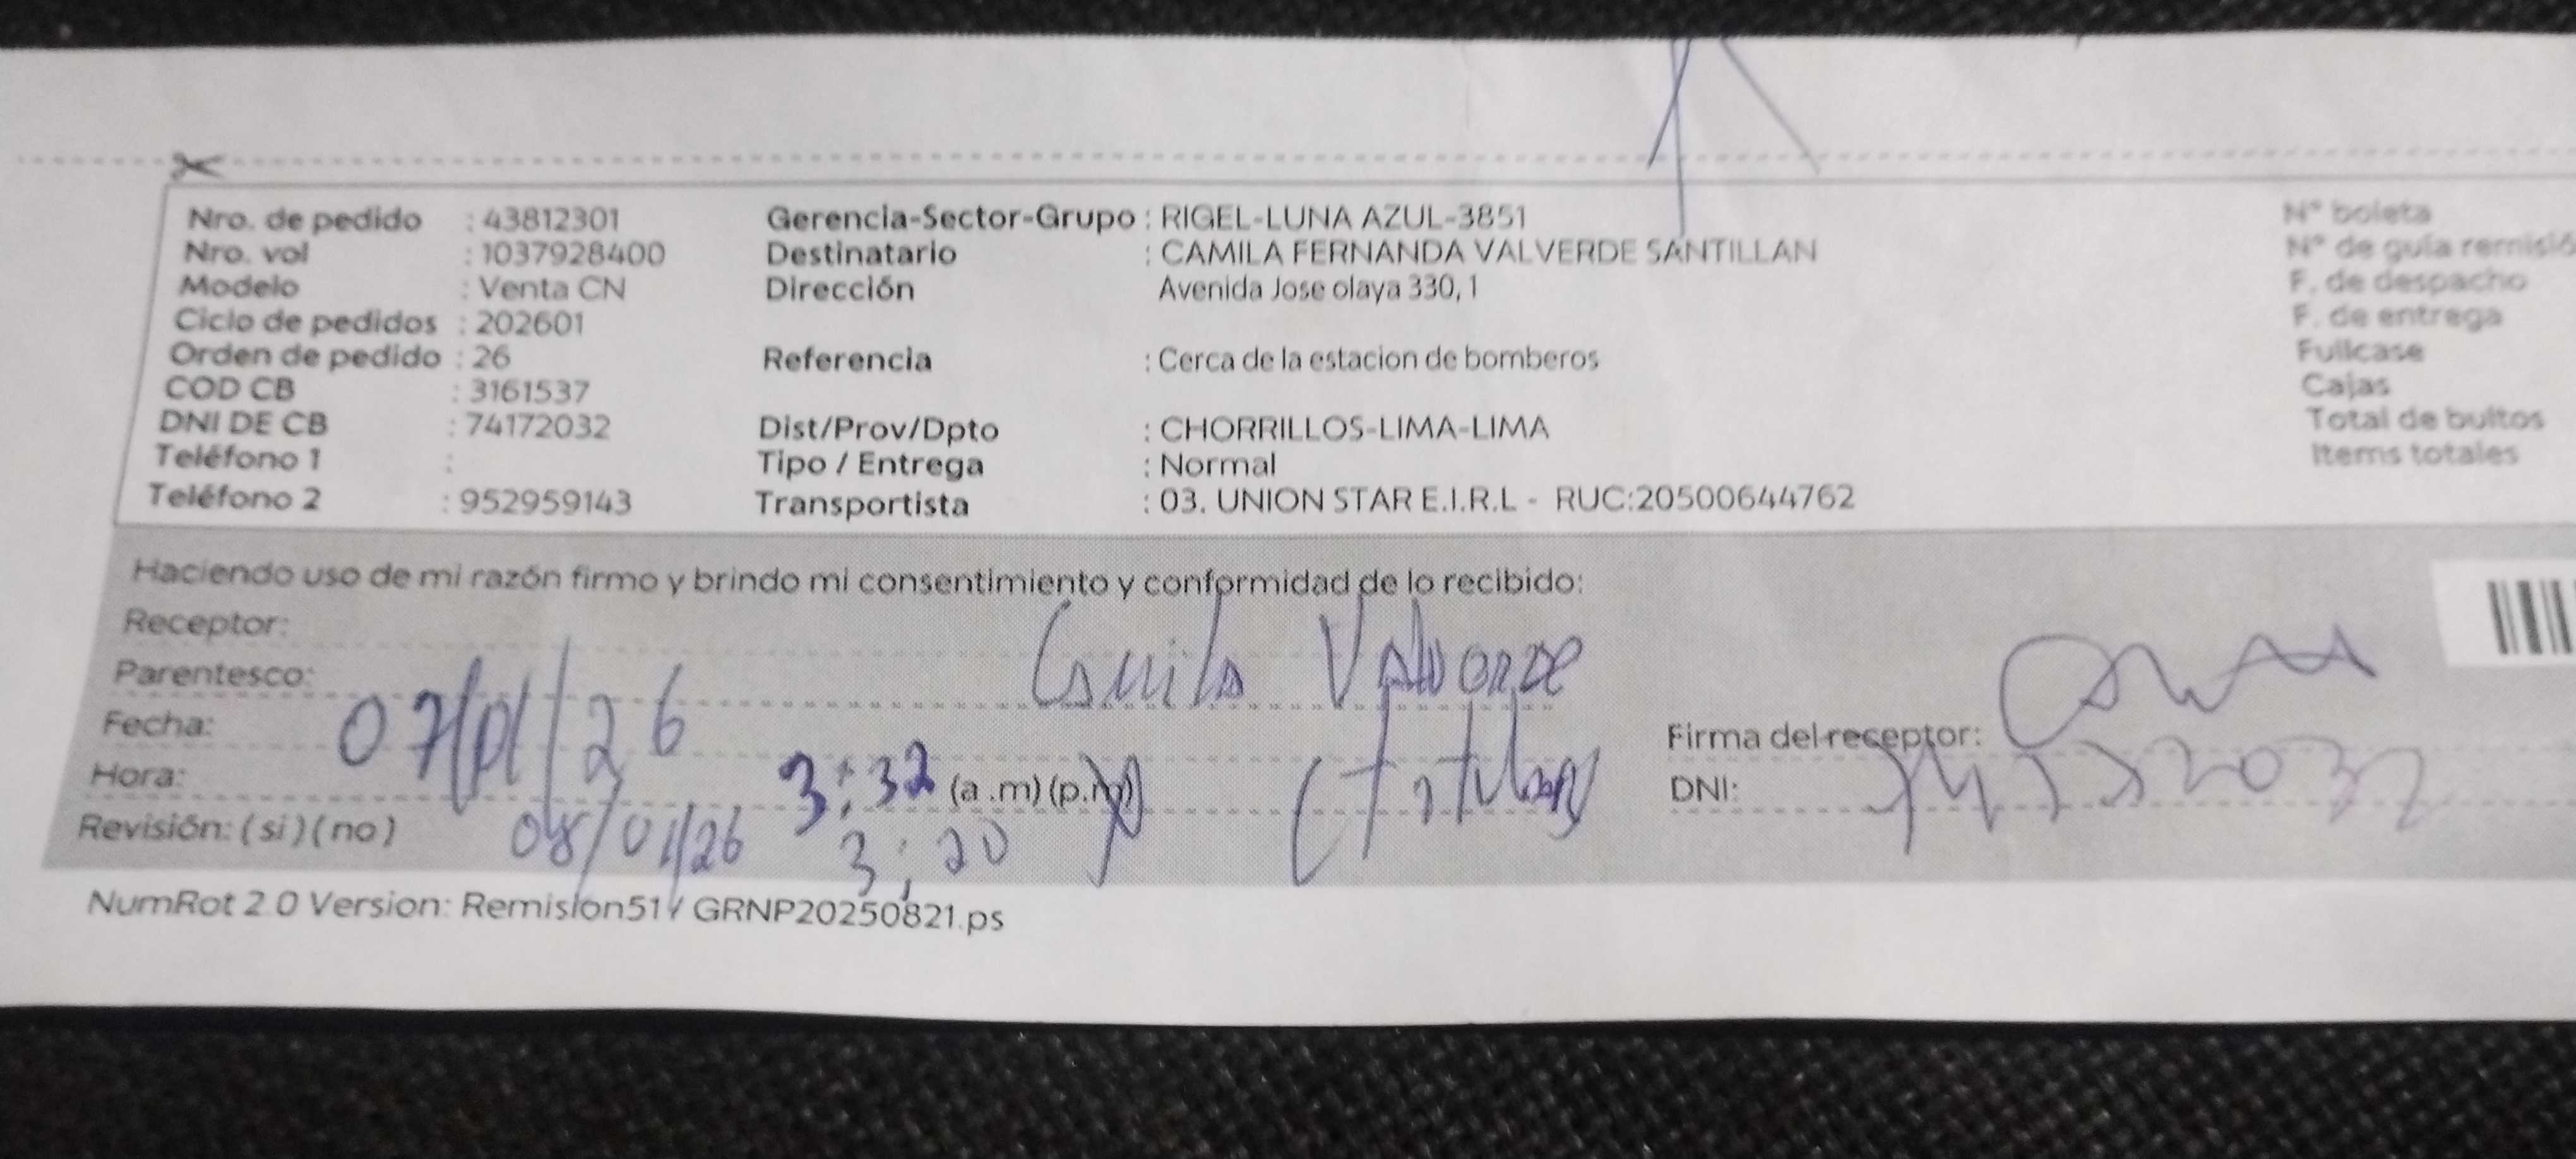 Nro. de pedido : 43812301 Gerencia-Sector-Grupo : RIGEL-LUNA AZUL-3851 N° boleta
Nro. vol : 1037928400 Destinatario : CAMILA FERNANDA VALVERDE SANTILLAN N° de guía remisió
Modelo : Venta CN Dirección Avenida Jose olaya 330, 1 F. de despacho
Ciclo de pedidos : 202601 F. de entrega
Orden de pedido : 26 Referencia : Cerca de la estacion de bomberos Fullcase
COD CB : 3161537 Cajas
DNI DE CB : 74172032 Dist/Prov/Dpto : CHORRILLOS-LIMA-LIMA Total de bultos
Teléfono 1 : Tipo / Entrega : Normal Items totales
Teléfono 2 : 952959143 Transportista : 03. UNION STAR E.I.R.L - RUC:20500644762
Haciendo uso de mi razón firmo y brindo mi consentimiento y conformidad de lo recibido:
Receptor: Camila Valverde
Parentesco:
Fecha: 07/01/26 Firma del receptor:
Hora: 3:32 (a .m) (p.m) (titular) DNI:
Revisión: ( si ) ( no ) 08/01/26 3:20
NumRot 2.0 Version: Remision51 / GRNP20250821.ps